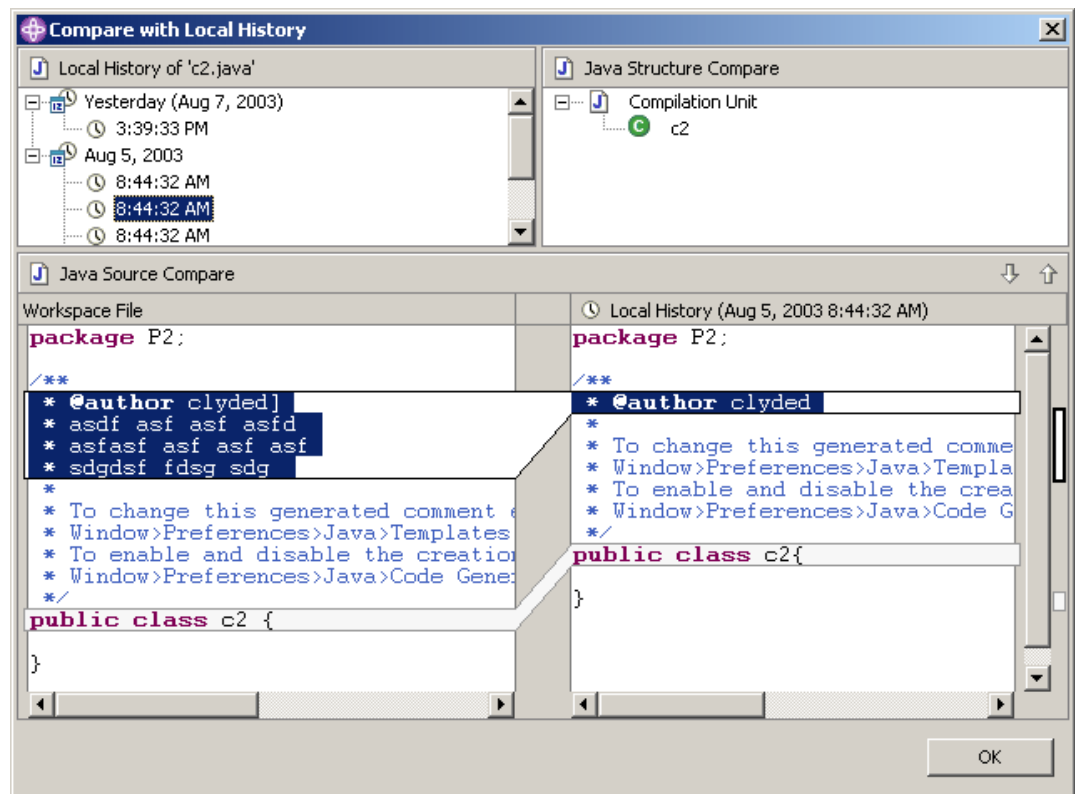 Compare with Local History
Local History of 'c2.java'
Java Structure Compare
Yesterday (Aug 7, 2003)
3:39:33 PM
Aug 5, 2003
8:44:32 AM
8:44:32 AM
8:44:32 AM
Compilation Unit
c2
Java Source Compare
Workspace File
package P2;
/**
* @author clyded]
* asdf asf asf asfd
* asfasf asf asf asf
* sdgdsf fdsg sdg
*
* To change this generated comment e
* Window>Preferences>Java>Templates
* To enable and disable the creation
* Window>Preferences>Java>Code Gener
*/
public class c2 {
}
Local History (Aug 5, 2003 8:44:32 AM)
package P2;
/**
* @author clyded
*
* To change this generated comme
* Window>Preferences>Java>Templa
* To enable and disable the crea
* Window>Preferences>Java>Code G
*/
public class c2{
}
OK